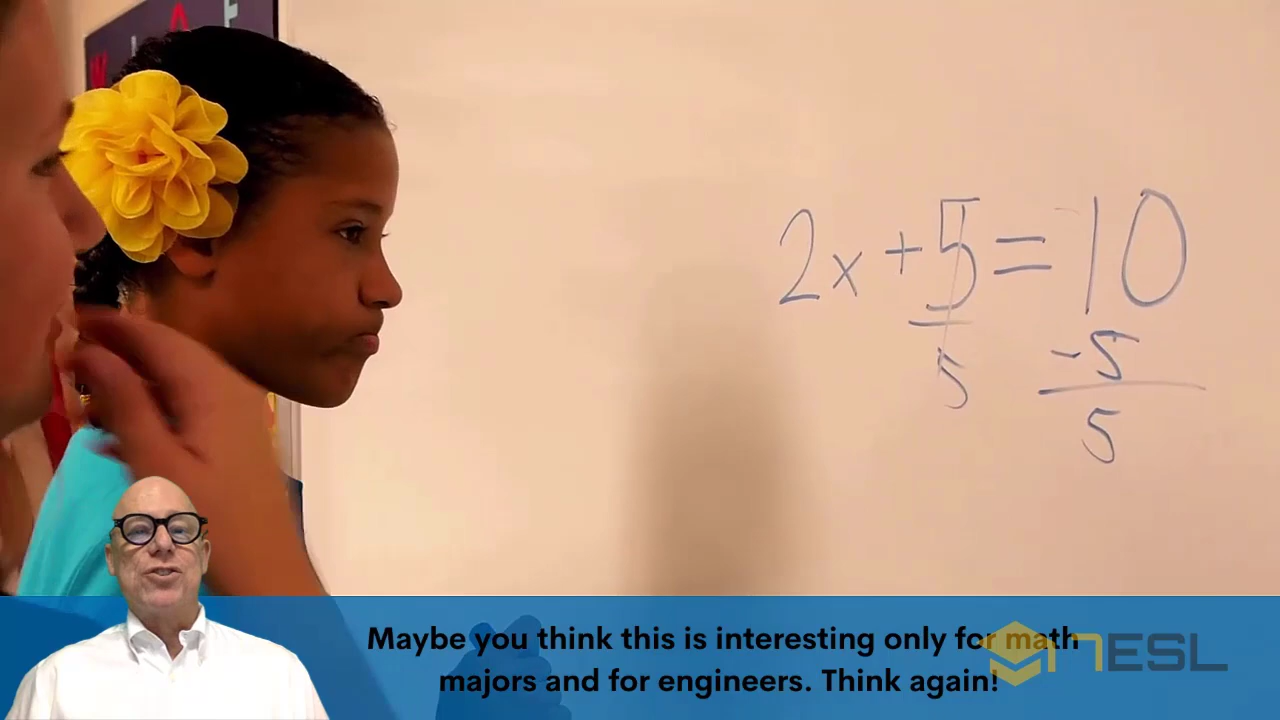 2x + 5 = 10
5
-5
5
Maybe you think this is interesting only for math
majors and for engineers. Think again!
ESL